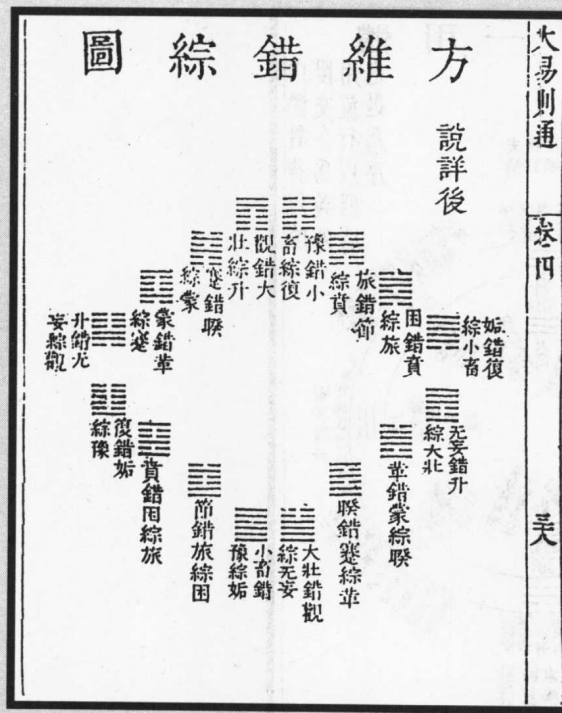 大易則通
卷四
三八
方維錯綜圖
說詳後
姤錯復
綜小畜
无妄錯升
綜大壯
困錯賁
綜旅
革錯蒙綜睽
旅錯節
綜賁
睽錯蹇綜革
豫錯小
畜綜復
大壯錯觀
綜无妄
觀錯大
壯綜升
小畜錯
豫綜姤
蹇錯睽
綜蒙
節錯旅綜困
蒙錯革
綜蹇
賁錯困綜旅
升錯无
妄綜觀
復錯姤
綜豫